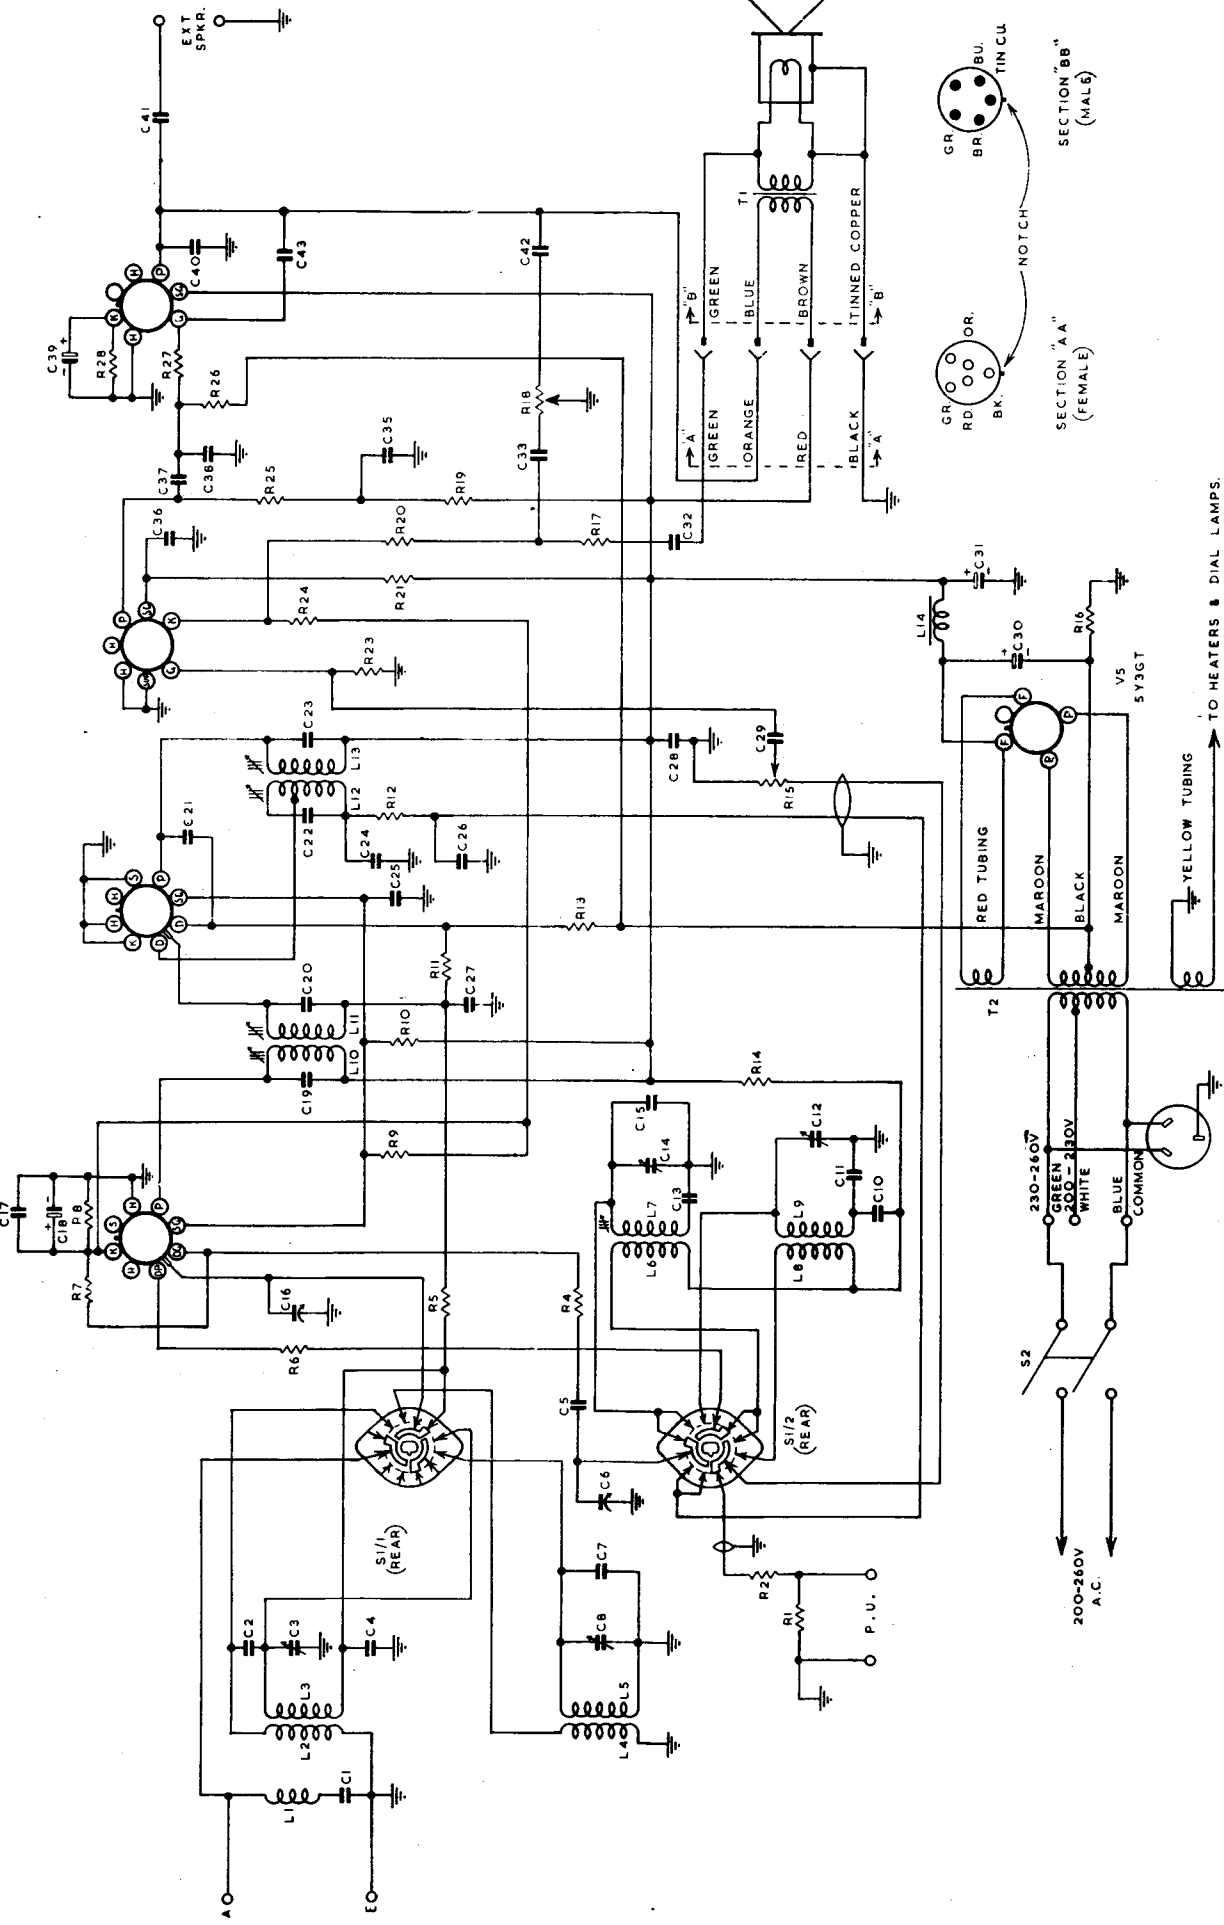 EXT
SPKR.
C41
C40
C43
C42
C39
+
-
R28
R27
R26
R18
C38
C37
C35
C33
R25
R19
C36
R20
R17
C32
R21
R24
R23
C23
L13
L12
C22
R12
C24
C26
C28
C29
R15
C21
C25
R13
R11
C20
C27
L11
L10
R10
C19
R14
C15
C14
C12
R9
C11
C10
C13
L7
L9
L6
L8
C17
C18
+
-
R8
R7
C16
R5
R4
R6
C5
C6
S1/1
(REAR)
S1/2
(REAR)
C2
C3
C4
C7
C8
L3
L2
L5
L4
L1
C1
A
E
R2
R1
P.U.
T1
"B"
GREEN
BLUE
BROWN
TINNED COPPER
"B"
"A"
GREEN
ORANGE
RED
BLACK
"A"
GR.
BU.
BR.
TIN CU.
SECTION "BB"
(MALE)
NOTCH
GR.
OR.
RD.
BK.
SECTION "AA"
(FEMALE)
L14
C31
+
-
C30
+
-
R16
V5
5Y3GT
RED TUBING
MAROON
BLACK
MAROON
YELLOW TUBING
TO HEATERS & DIAL LAMPS.
T2
230-260V
GREEN
200-230V
WHITE
BLUE
COMMON
S2
200-260V
A.C.
K
H
P
SG
G
H
P
H
H
SG
K
G
S
H
H
K
P
SG
D
D
H
S
K
H
P
SG
F
F
P
P